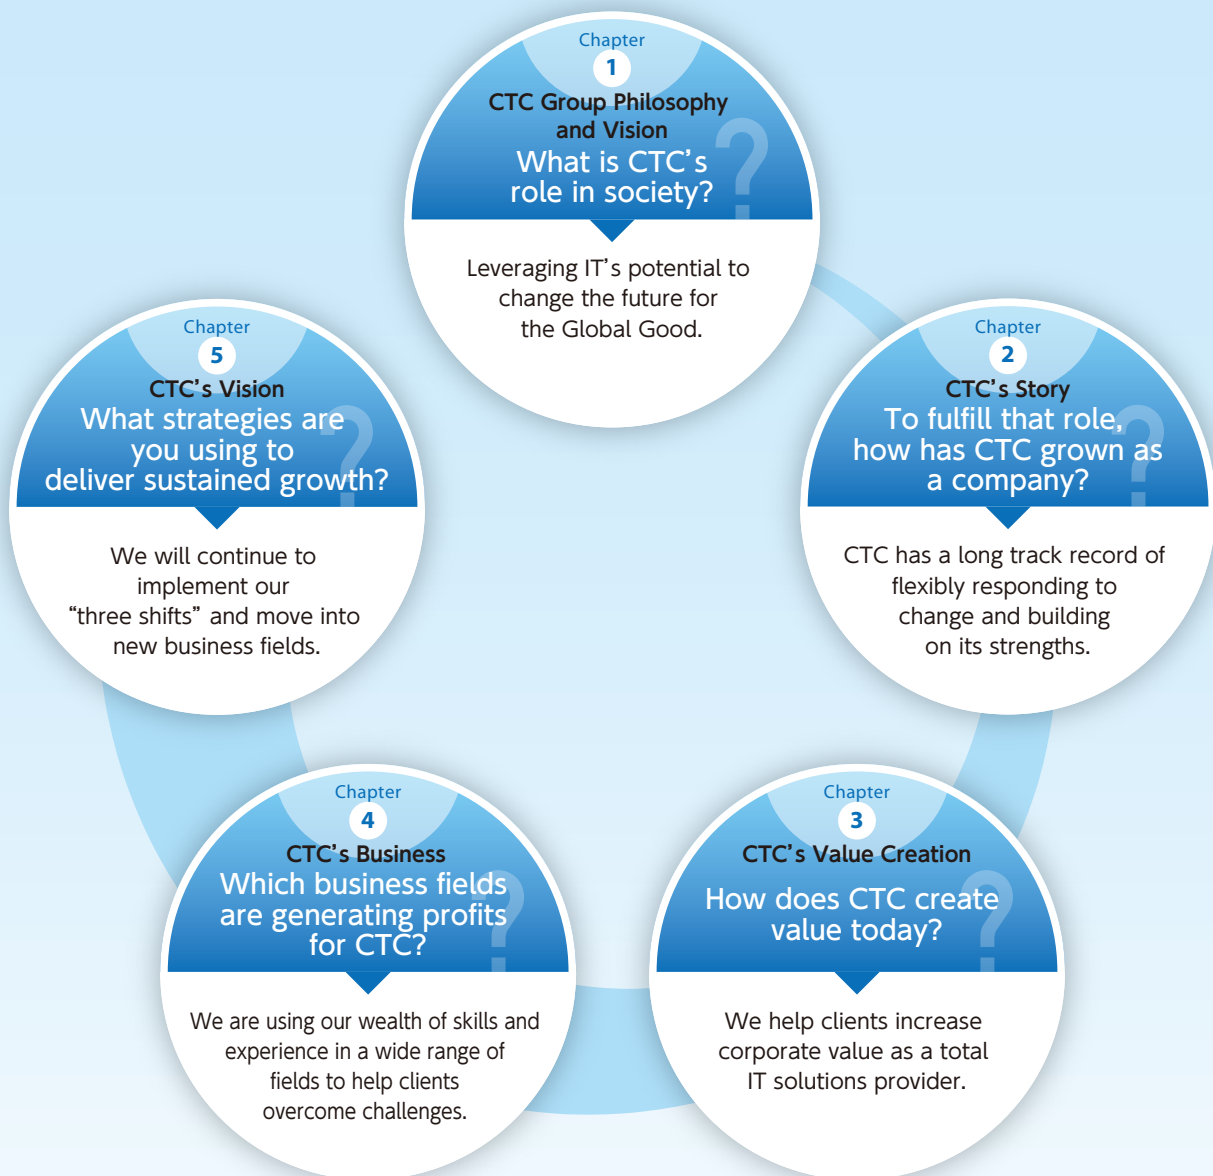 Chapter
1
CTC Group Philosophy
and Vision
What is CTC’s
role in society?
?
Leveraging IT’s potential to
change the future for
the Global Good.
Chapter
2
CTC’s Story
To fulfill that role,
how has CTC grown as
a company?
?
CTC has a long track record of
flexibly responding to
change and building
on its strengths.
Chapter
3
CTC’s Value Creation
How does CTC create
value today?
?
We help clients increase
corporate value as a total
IT solutions provider.
Chapter
4
CTC’s Business
Which business fields
are generating profits
for CTC?
?
We are using our wealth of skills and
experience in a wide range of
fields to help clients
overcome challenges.
Chapter
5
CTC’s Vision
What strategies are
you using to
deliver sustained growth?
?
We will continue to
implement our
“three shifts” and move into
new business fields.